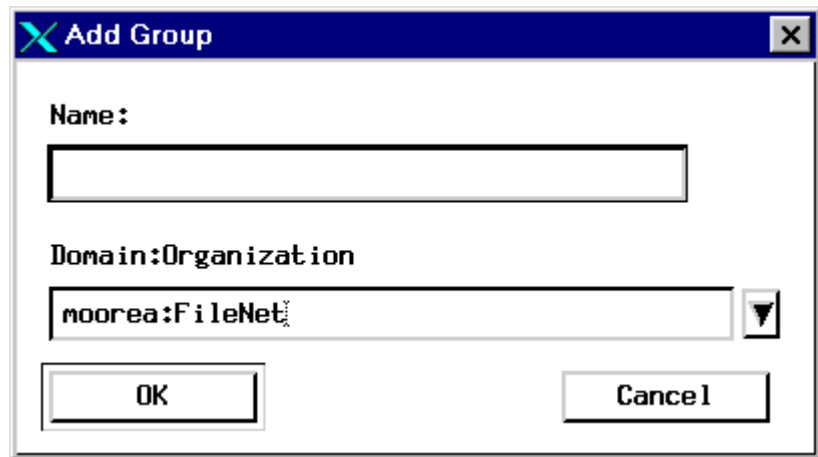 Add Group
Name:
Domain:Organization
moorea:FileNet
OK
Cancel